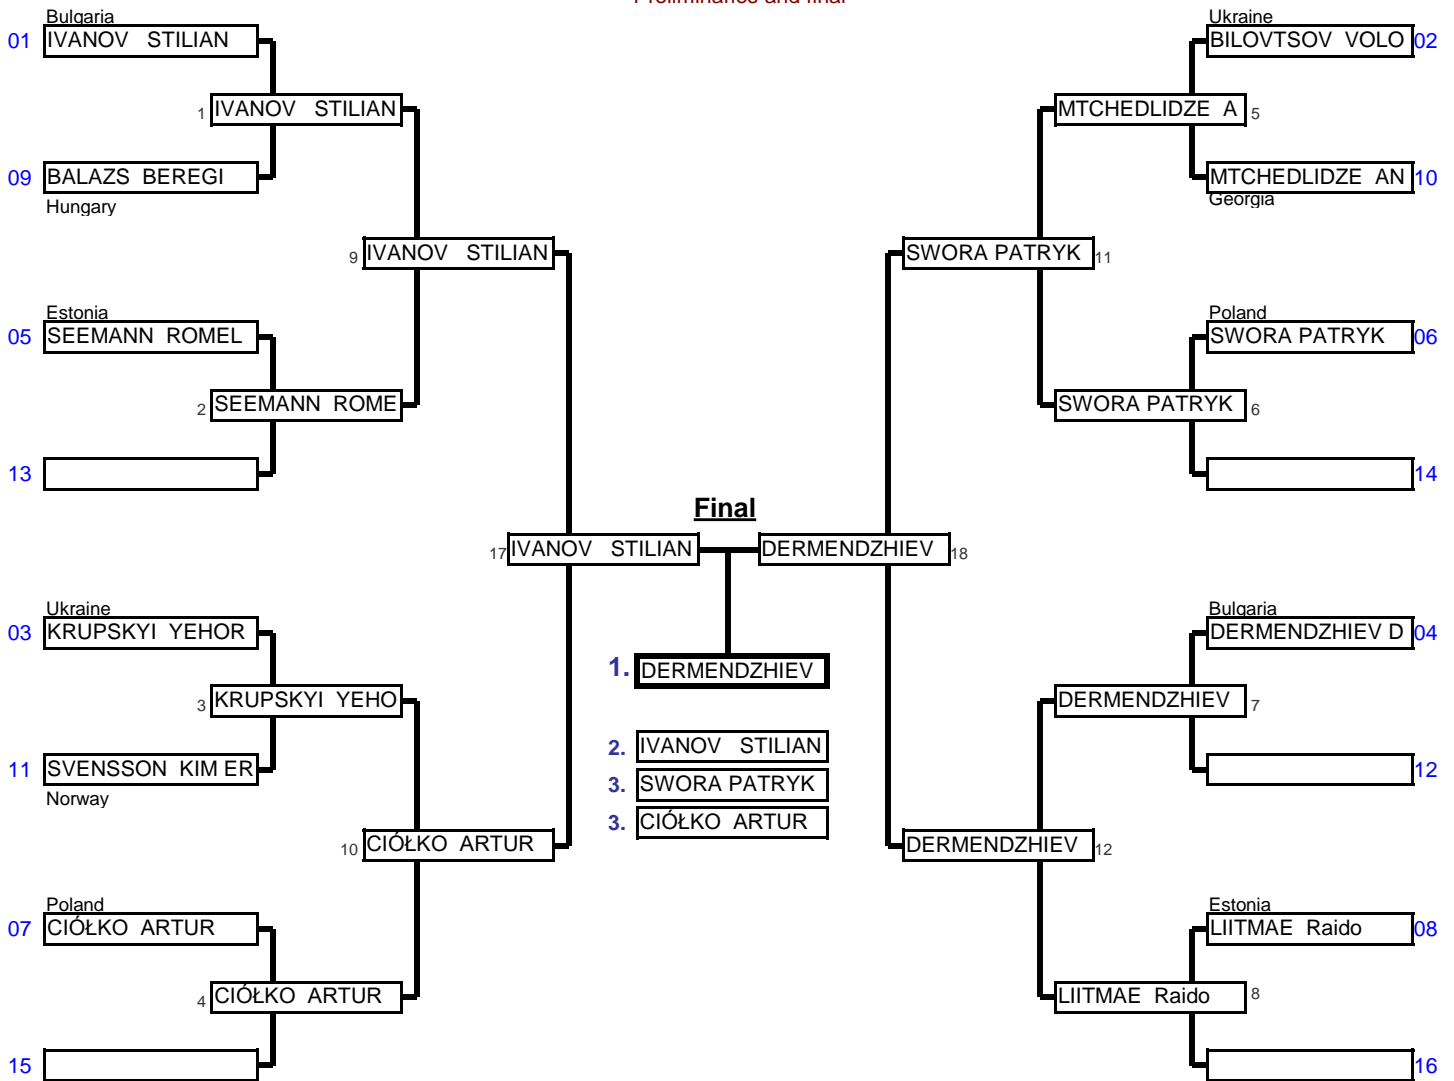 Preliminaries and final
Bulgaria
01 IVANOV STILIAN
1 IVANOV STILIAN
09 BALAZS BEREGI
Hungary
9 IVANOV STILIAN
Estonia
05 SEEMANN ROMEL
2 SEEMANN ROME
13
17 IVANOV STILIAN
Ukraine
03 KRUPSKYI YEHOR
3 KRUPSKYI YEHO
11 SVENSSON KIM ER
Norway
10 CIÓŁKO ARTUR
Poland
07 CIÓŁKO ARTUR
4 CIÓŁKO ARTUR
15
Final
1. DERMENDZHIEV
2. IVANOV STILIAN
3. SWORA PATRYK
3. CIÓŁKO ARTUR
Ukraine
BILOVTSOV VOLO 02
MTCHEDLIDZE A 5
MTCHEDLIDZE AN 10
Georgia
SWORA PATRYK 11
Poland
SWORA PATRYK 06
SWORA PATRYK 6
14
DERMENDZHIEV 18
Bulgaria
DERMENDZHIEV D 04
DERMENDZHIEV 7
12
DERMENDZHIEV 12
Estonia
LIITMAE Raido 08
LIITMAE Raido 8
16